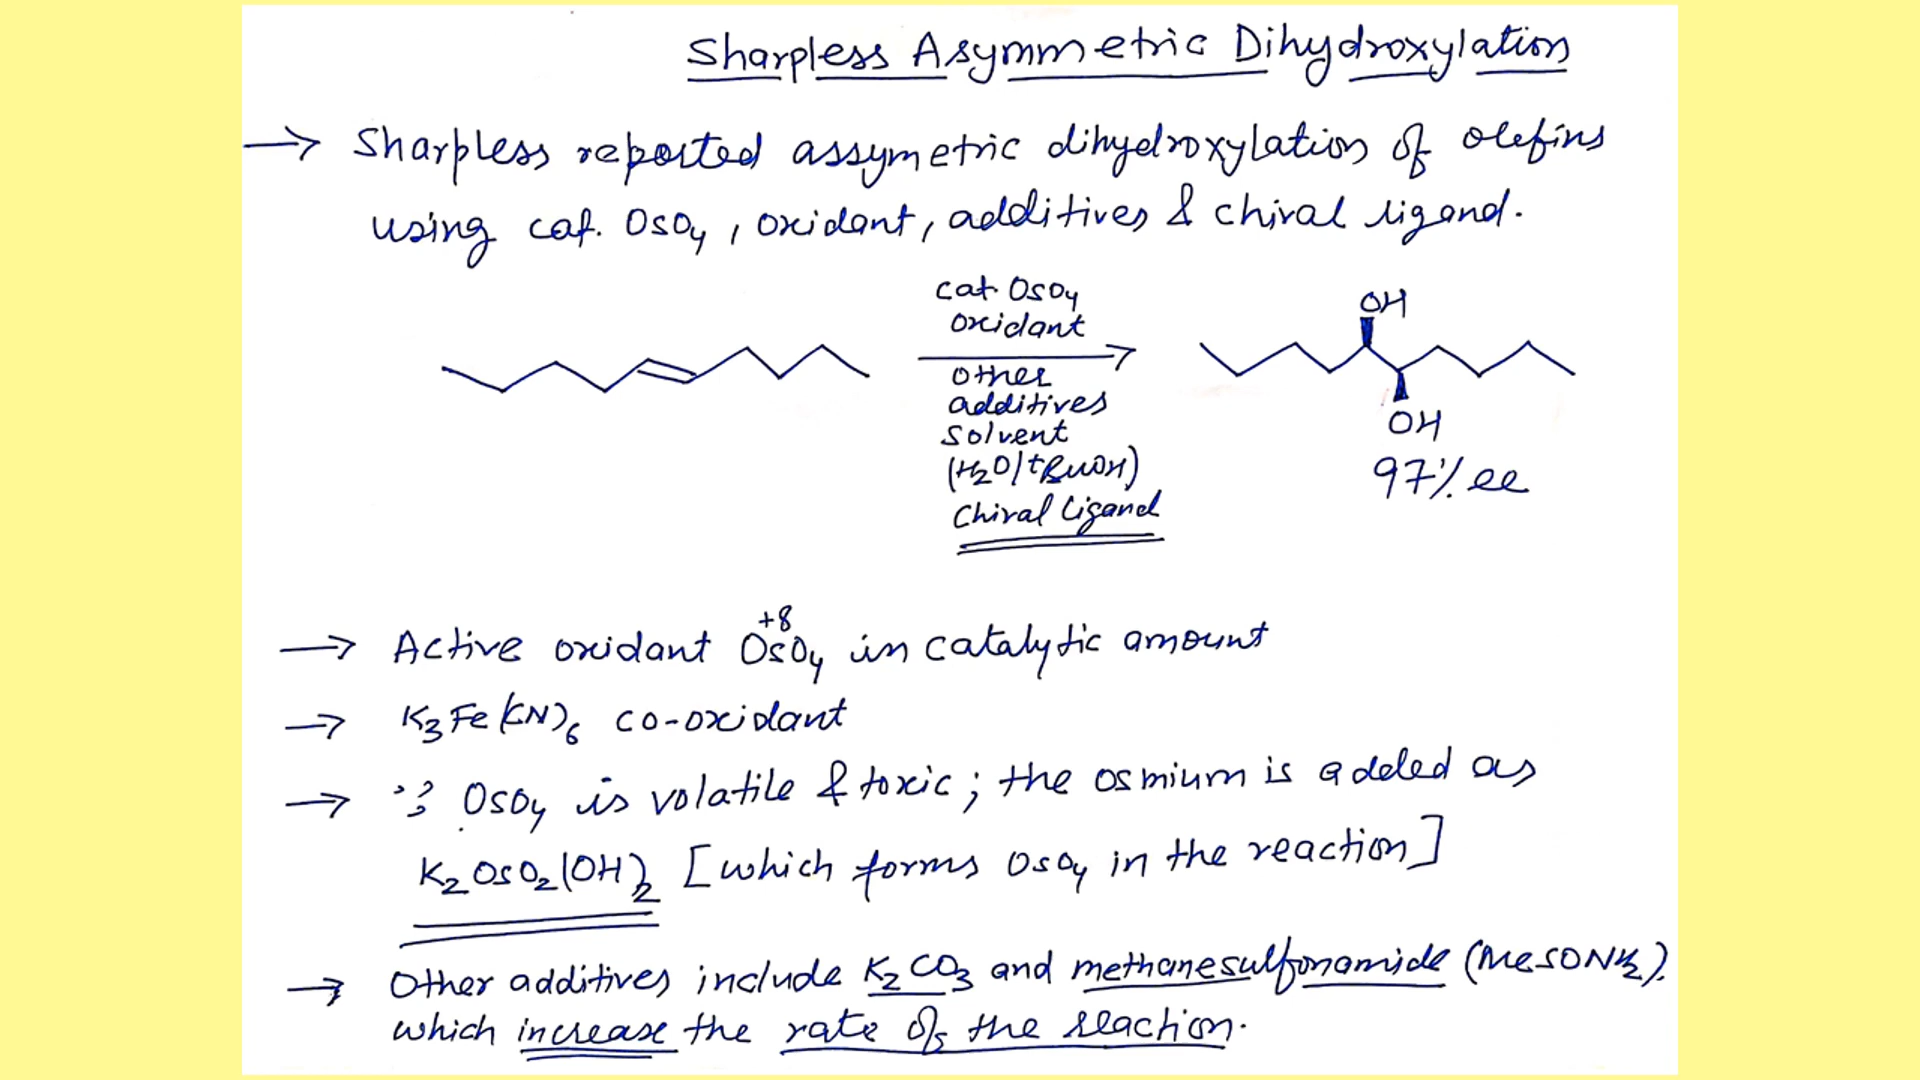 Sharpless Asymmetric Dihydroxylation
→ Sharpless reported assymetric dihydroxylation of olefins
using cat. OsO4, oxidant, additives & chiral ligand.
cat. OsO4
oxidant
other
additives
solvent
(H2O/tBuOH)
Chiral Ligand
OH
OH
97% ee
→ Active oxidant +8 OsO4 in catalytic amount
→ K3Fe(CN)6 co-oxidant
→ ∵ OsO4 is volatile & toxic; the osmium is added as
K2OsO2(OH)2 [which forms OsO4 in the reaction]
→ Other additives include K2CO3 and methanesulfonamide (MeSONH2),
which increase the rate of the reaction.